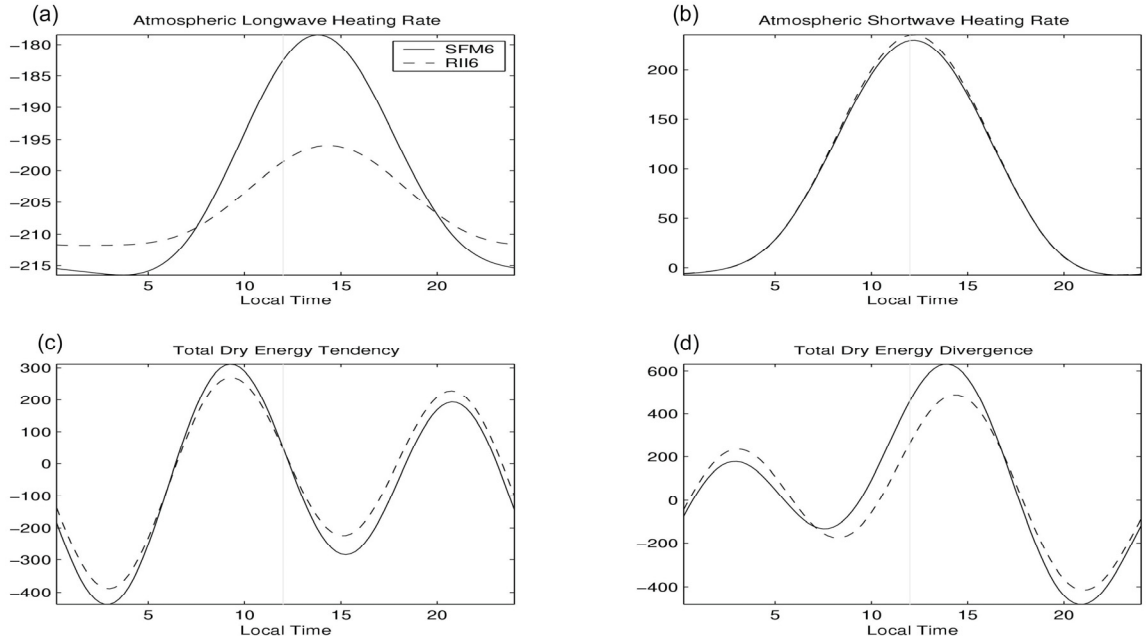 (a)
Atmospheric Longwave Heating Rate
−180
−185
−190
−195
−200
−205
−210
−215
5 10 15 20
Local Time
SFM6
RII6
(b)
Atmospheric Shortwave Heating Rate
200
150
100
50
0
5 10 15 20
Local Time
(c)
Total Dry Energy Tendency
300
200
100
0
−100
−200
−300
−400
5 10 15 20
Local Time
(d)
Total Dry Energy Divergence
600
400
200
0
−200
−400
5 10 15 20
Local Time